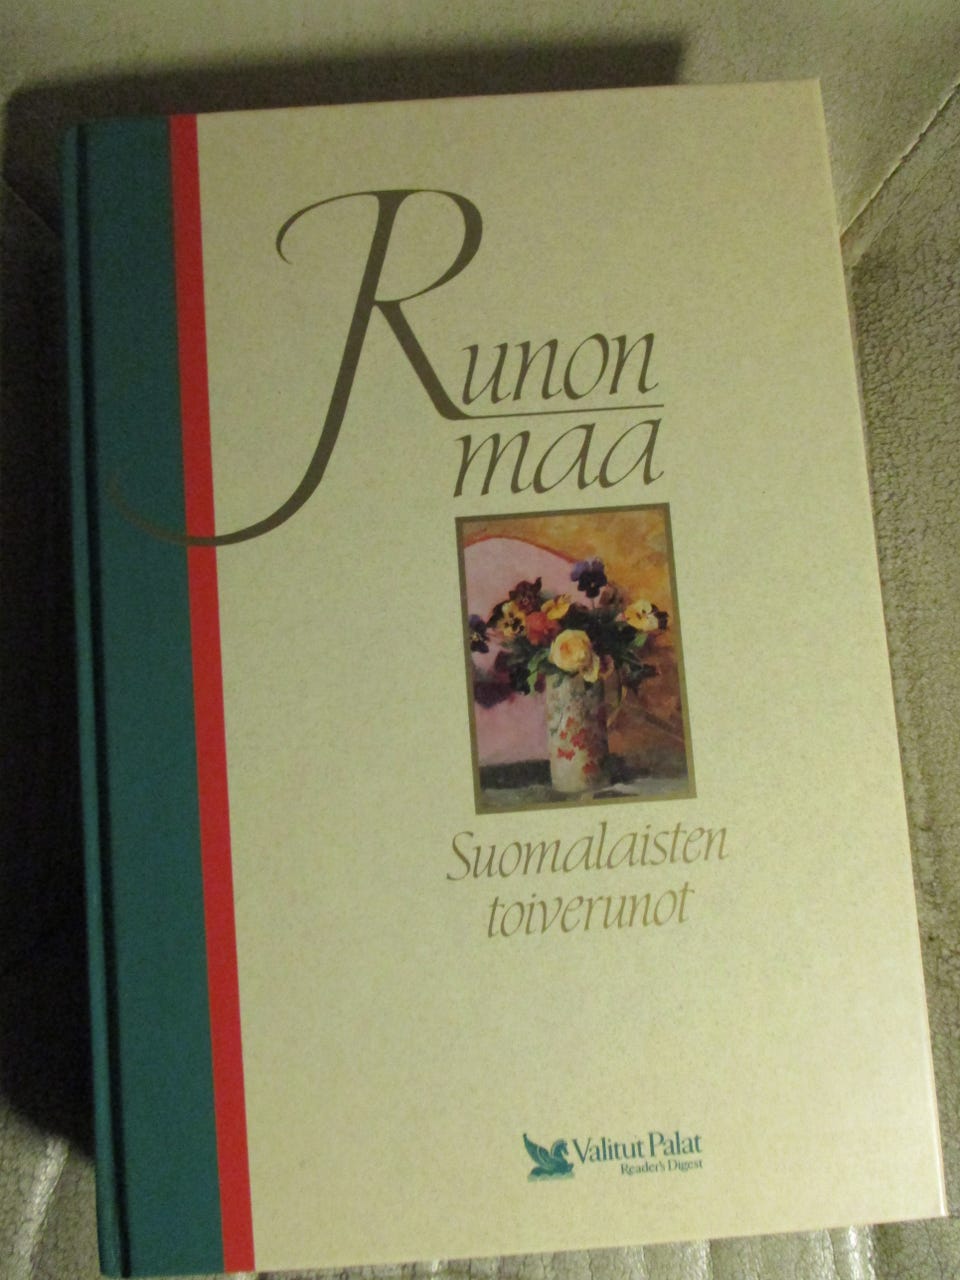 Runon
maa
Suomalaisten
toiverunot
Valitut Palat
Reader's Digest